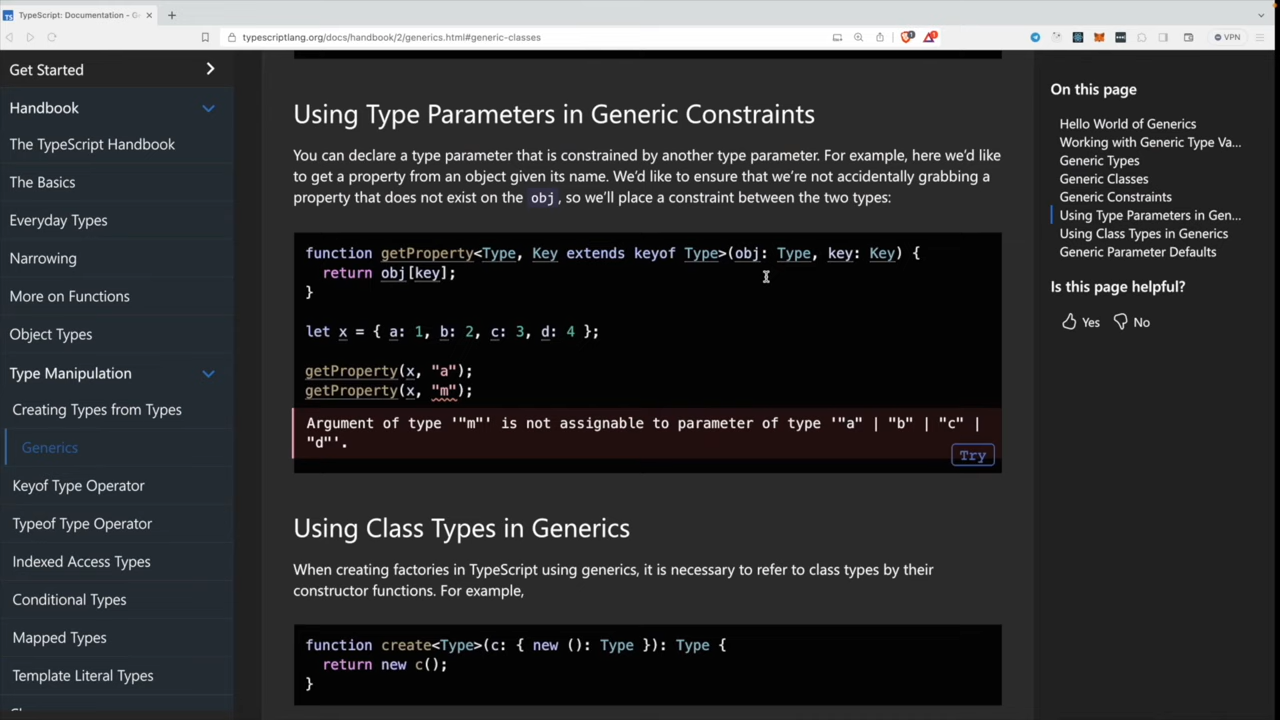 TypeScript: Documentation - G
typescriptlang.org/docs/handbook/2/generics.html#generic-classes
VPN
Get Started
Handbook
The TypeScript Handbook
The Basics
Everyday Types
Narrowing
More on Functions
Object Types
Type Manipulation
Creating Types from Types
Generics
Keyof Type Operator
Typeof Type Operator
Indexed Access Types
Conditional Types
Mapped Types
Template Literal Types
Using Type Parameters in Generic Constraints
You can declare a type parameter that is constrained by another type parameter. For example, here we'd like
to get a property from an object given its name. We'd like to ensure that we're not accidentally grabbing a
property that does not exist on the obj, so we'll place a constraint between the two types:
function getProperty<Type, Key extends keyof Type>(obj: Type, key: Key) {
return obj[key];
}
let x = { a: 1, b: 2, c: 3, d: 4 };
getProperty(x, "a");
getProperty(x, "m");
Argument of type '"m"' is not assignable to parameter of type '"a" | "b" | "c" |
"d"'.
Try
Using Class Types in Generics
When creating factories in TypeScript using generics, it is necessary to refer to class types by their
constructor functions. For example,
function create<Type>(c: { new (): Type }): Type {
return new c();
}
On this page
Hello World of Generics
Working with Generic Type Va...
Generic Types
Generic Classes
Generic Constraints
Using Type Parameters in Gen...
Using Class Types in Generics
Generic Parameter Defaults
Is this page helpful?
Yes No